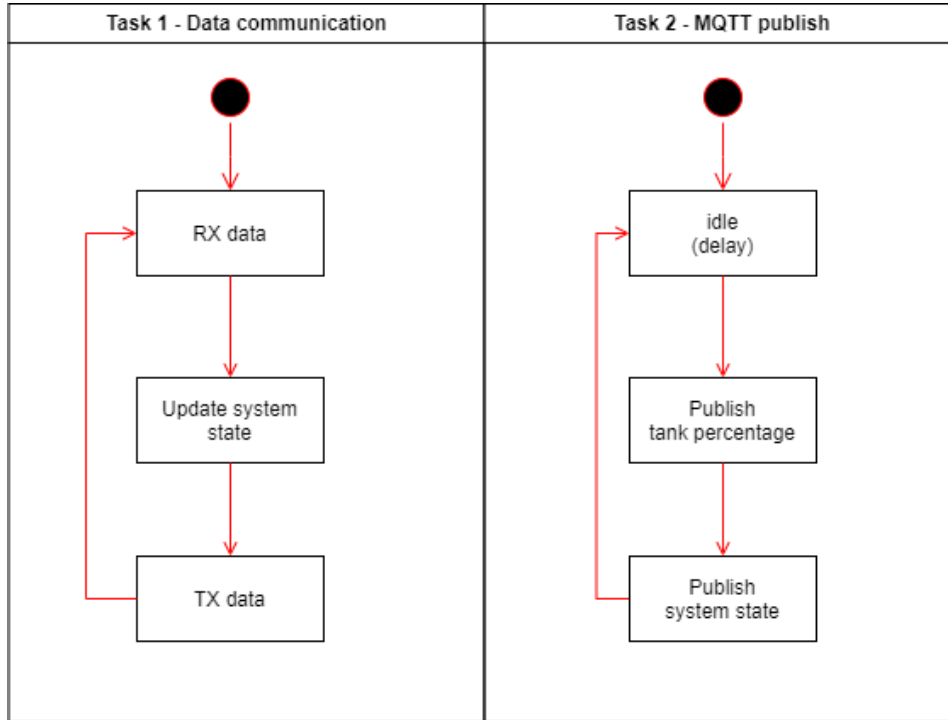 Task 1 - Data communication
Task 2 - MQTT publish
RX data
Update system
state
TX data
idle
(delay)
Publish
tank percentage
Publish
system state